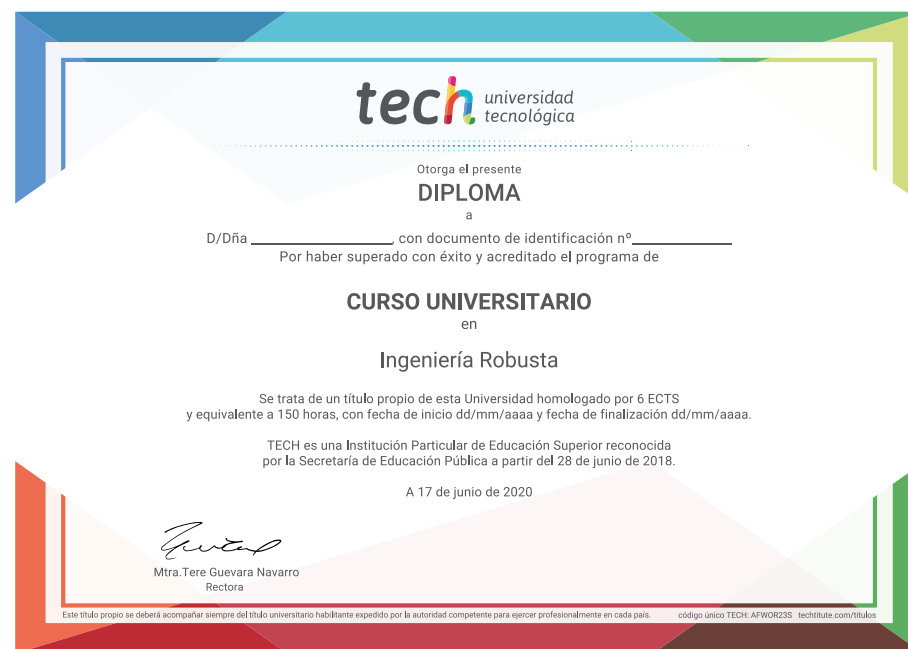 tech universidad
tecnológica
Otorga el presente
DIPLOMA
a
D/Dña ____________________, con documento de identificación nº______________
Por haber superado con éxito y acreditado el programa de
CURSO UNIVERSITARIO
en
Ingeniería Robusta
Se trata de un título propio de esta Universidad homologado por 6 ECTS
y equivalente a 150 horas, con fecha de inicio dd/mm/aaaa y fecha de finalización dd/mm/aaaa.
TECH es una Institución Particular de Educación Superior reconocida
por la Secretaría de Educación Pública a partir del 28 de junio de 2018.
A 17 de junio de 2020
Mtra.Tere Guevara Navarro
Rectora
Este título propio se deberá acompañar siempre del título universitario habilitante expedido por la autoridad competente para ejercer profesionalmente en cada país. código único TECH: AFWOR23S techtitute.com/titulos